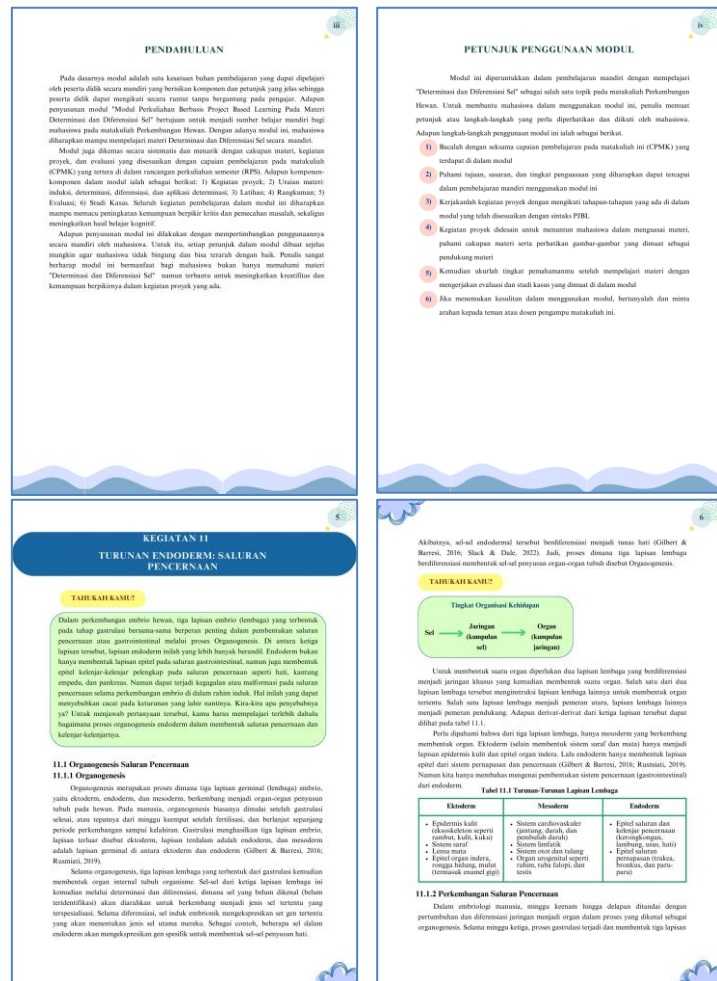 iii
PENDAHULUAN
Pada dasarnya modul adalah satu kesatuan bahan pembelajaran yang dapat dipelajari
oleh peserta didik secara mandiri yang berisikan komponen dan petunjuk yang jelas sehingga
peserta didik dapat mengikuti secara runtut tanpa bergantung pada pengajar. Adapun
penyusunan modul "Modul Perkuliahan Berbasis Project Based Learning Pada Materi
Determinasi dan Diferensiasi Sel" bertujuan untuk menjadi sumber belajar mandiri bagi
mahasiswa pada matakuliah Perkembangan Hewan. Dengan adanya modul ini, mahasiswa
diharapkan mampu mempelajari materi Determinasi dan Diferensiasi Sel secara mandiri.
Modul juga dikemas secara sistematis dan menarik dengan cakupan materi, kegiatan
proyek, dan evaluasi yang disesuaikan dengan capaian pembelajaran pada matakuliah
(CPMK) yang tertera di dalam rancangan perkuliahan semester (RPS). Adapun komponen-
komponen dalam modul ialah sebagai berikut: 1) Kegiatan proyek; 2) Uraian materi:
induksi, determinasi, diferensiasi, dan aplikasi determinasi; 3) Latihan; 4) Rangkuman; 5)
Evaluasi; 6) Studi Kasus. Seluruh kegiatan pembelajaran dalam modul ini diharapkan
mampu memacu peningkatan kemampuan berpikir kritis dan pemecahan masalah, sekaligus
meningkatkan hasil belajar kognitif.
Adapun penyusunan modul ini dilakukan dengan mempertimbangkan penggunaannya
secara mandiri oleh mahasiswa. Untuk itu, setiap petunjuk dalam modul dibuat sejelas
mungkin agar mahasiswa tidak bingung dan bisa terarah dengan baik. Penulis sangat
berharap modul ini bermanfaat bagi mahasiswa bukan hanya memahami materi
"Determinasi dan Diferensiasi Sel" namun terbantu untuk meningkatkan kreatifitas dan
kemampuan berpikirnya dalam kegiatan proyek yang ada.
iv
PETUNJUK PENGGUNAAN MODUL
Modul ini diperuntukkan dalam pembelajaran mandiri dengan mempelajari
"Determinasi dan Diferensiasi Sel" sebagai salah satu topik pada matakuliah Perkembangan
Hewan. Untuk membantu mahasiswa dalam menggunakan modul ini, penulis memuat
petunjuk atau langkah-langkah yang perlu diperhatikan dan diikuti oleh mahasiswa.
Adapun langkah-langkah penggunaan modul ini ialah sebagai berikut.
1) Bacalah dengan seksama capaian pembelajaran pada matakuliah ini (CPMK) yang
terdapat di dalam modul
2) Pahami tujuan, sasaran, dan tingkat penguasaan yang diharapkan dapat tercapai
dalam pembelajaran mandiri menggunakan modul ini
3) Kerjakanlah kegiatan proyek dengan mengikuti tahapan-tahapan yang ada di dalam
modul yang telah disesuaikan dengan sintaks PJBL
4) Kegiatan proyek didesain untuk menuntun mahasiswa dalam menguasai materi,
pahami cakupan materi serta perhatikan gambar-gambar yang dimuat sebagai
pendukung materi
5) Kemudian ukurlah tingkat pemahamanmu setelah mempelajari materi dengan
mengerjakan evaluasi dan studi kasus yang dimuat di dalam modul
6) Jika menemukan kesulitan dalam menggunakan modul, bertanyalah dan minta
arahan kepada teman atau dosen pengampu matakuliah ini.
5
KEGIATAN 11
TURUNAN ENDODERM: SALURAN
PENCERNAAN
TAHUKAH KAMU?
Dalam perkembangan embrio hewan, tiga lapisan embrio (lembaga) yang terbentuk
pada tahap gastrulasi bersama-sama berperan penting dalam pembentukan saluran
pencernaan atau gastrointestinal melalui proses Organogenesis. Di antara ketiga
lapisan tersebut, lapisan endoderm inilah yang lebih banyak berandil. Endoderm bukan
hanya membentuk lapisan epitel pada saluran gastrointestinal, namun juga membentuk
epitel kelenjar-kelenjar pelengkap pada saluran pencernaan seperti hati, kantung
empedu, dan pankreas. Namun dapat terjadi kegagalan atau malformasi pada saluran
pencernaan selama perkembangan embrio di dalam rahim induk. Hal inilah yang dapat
menyebabkan cacat pada keturunan yang lahir nantinya. Kira-kira apa penyebabnya
ya? Untuk menjawab pertanyaan tersebut, kamu harus mempelajari terlebih dahulu
bagaimana proses organogenesis endoderm dalam membentuk saluran pencernaan dan
kelenjar-kelenjarnya.
11.1 Organogenesis Saluran Pencernaan
11.1.1 Organogenesis
Organogenesis merupakan proses dimana tiga lapisan germinal (lembaga) embrio,
yaitu ektoderm, endoderm, dan mesoderm, berkembang menjadi organ-organ penyusun
tubuh pada hewan. Pada manusia, organogenesis biasanya dimulai setelah gastrulasi
selesai, atau tepatnya dari minggu keempat setelah fertilisasi, dan berlanjut sepanjang
periode perkembangan sampai kelahiran. Gastrulasi menghasilkan tiga lapisan embrio,
lapisan terluar disebut ektoderm, lapisan terdalam adalah endoderm, dan mesoderm
adalah lapisan germinal di antara ektoderm dan endoderm (Gilbert & Barresi, 2016;
Rusmiati, 2019).
Selama organogenesis, tiga lapisan lembaga yang terbentuk dari gastrulasi kemudian
membentuk organ internal tubuh organisme. Sel-sel dari ketiga lapisan lembaga ini
kemudian melalui determinasi dan diferensiasi, dimana sel yang belum dikenal (belum
teridentifikasi) akan diarahkan untuk berkembang menjadi jenis sel tertentu yang
terspesialisasi. Selama diferensiasi, sel induk embrionik mengekspresikan set gen tertentu
yang akan menentukan jenis sel utama mereka. Sebagai contoh, beberapa sel dalam
endoderm akan mengekspresikan gen spesifik untuk membentuk sel-sel penyusun hati.
6
Akibatnya, sel-sel endodermal tersebut berdiferensiasi menjadi tunas hati (Gilbert &
Barresi, 2016; Slack & Dale, 2022). Jadi, proses dimana tiga lapisan lembaga
berdiferensiasi membentuk sel-sel penyusun organ-organ tubuh disebut Organogenesis.
TAHUKAH KAMU?
Tingkat Organisasi Kehidupan
Sel
Jaringan
(kumpulan
sel)
Organ
(kumpulan
jaringan)
Untuk membentuk suatu organ diperlukan dua lapisan lembaga yang berdiferensiasi
menjadi jaringan khusus yang kemudian membentuk suatu organ. Salah satu dari dua
lapisan lembaga tersebut menginstruksi lapisan lembaga lainnya untuk membentuk organ
tertentu. Salah satu lapisan lembaga menjadi pemeran utara, lapisan lembaga lainnya
menjadi pemeran pendukung. Adapun derivat-derivat dari ketiga lapisan tersebut dapat
dilihat pada tabel 11.1.
Perlu dipahami bahwa dari tiga lapisan lembaga, hanya mesoderm yang berkembang
membentuk organ. Ektoderm (selain membentuk sistem saraf dan mata) hanya menjadi
lapisan epidermis kulit dan epitel organ indera. Lalu endoderm hanya membentuk lapisan
epitel dari sistem pernapasan dan pencernaan (Gilbert & Barresi, 2016; Rusmiati, 2019).
Namun kita hanya membahas mengenai pembentukan sistem pencernaan (gastrointestinal)
dari endoderm.
Tabel 11.1 Turunan-Turunan Lapisan Lembaga
Ektoderm
Mesoderm
Endoderm
• Epidermis kulit
(eksoskeleton seperti
rambut, kulit, kuku)
• Sistem saraf
• Lensa mata
• Epitel organ indera,
rongga hidung, mulut
(termasuk enamel gigi)
• Sistem cardiovaskuler
(jantung, darah, dan
pembuluh darah)
• Sistem limfatik
• Sistem otot dan tulang
• Organ urogenital seperti
rahim, tuba falopi, dan
testis
• Epitel saluran dan
kelenjar pencernaan
(kerongkongan,
lambung, usus, hati)
• Epitel saluran
pernapasan (trakea,
bronkus, dan paru-
paru)
11.1.2 Perkembangan Saluran Pencernaan
Dalam embriologi manusia, minggu keenam hingga delapan ditandai dengan
pertumbuhan dan diferensiasi jaringan menjadi organ dalam proses yang dikenal sebagai
organogenesis. Selama minggu ketiga, proses gastrulasi terjadi dan membentuk tiga lapisan